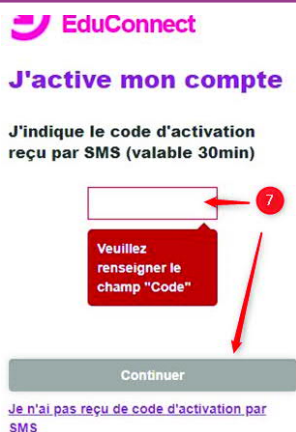 EduConnect
J'active mon compte
J'indique le code d'activation
reçu par SMS (valable 30min)
7
Veuillez
renseigner le
champ "Code"
Continuer
Je n'ai pas reçu de code d'activation par
SMS